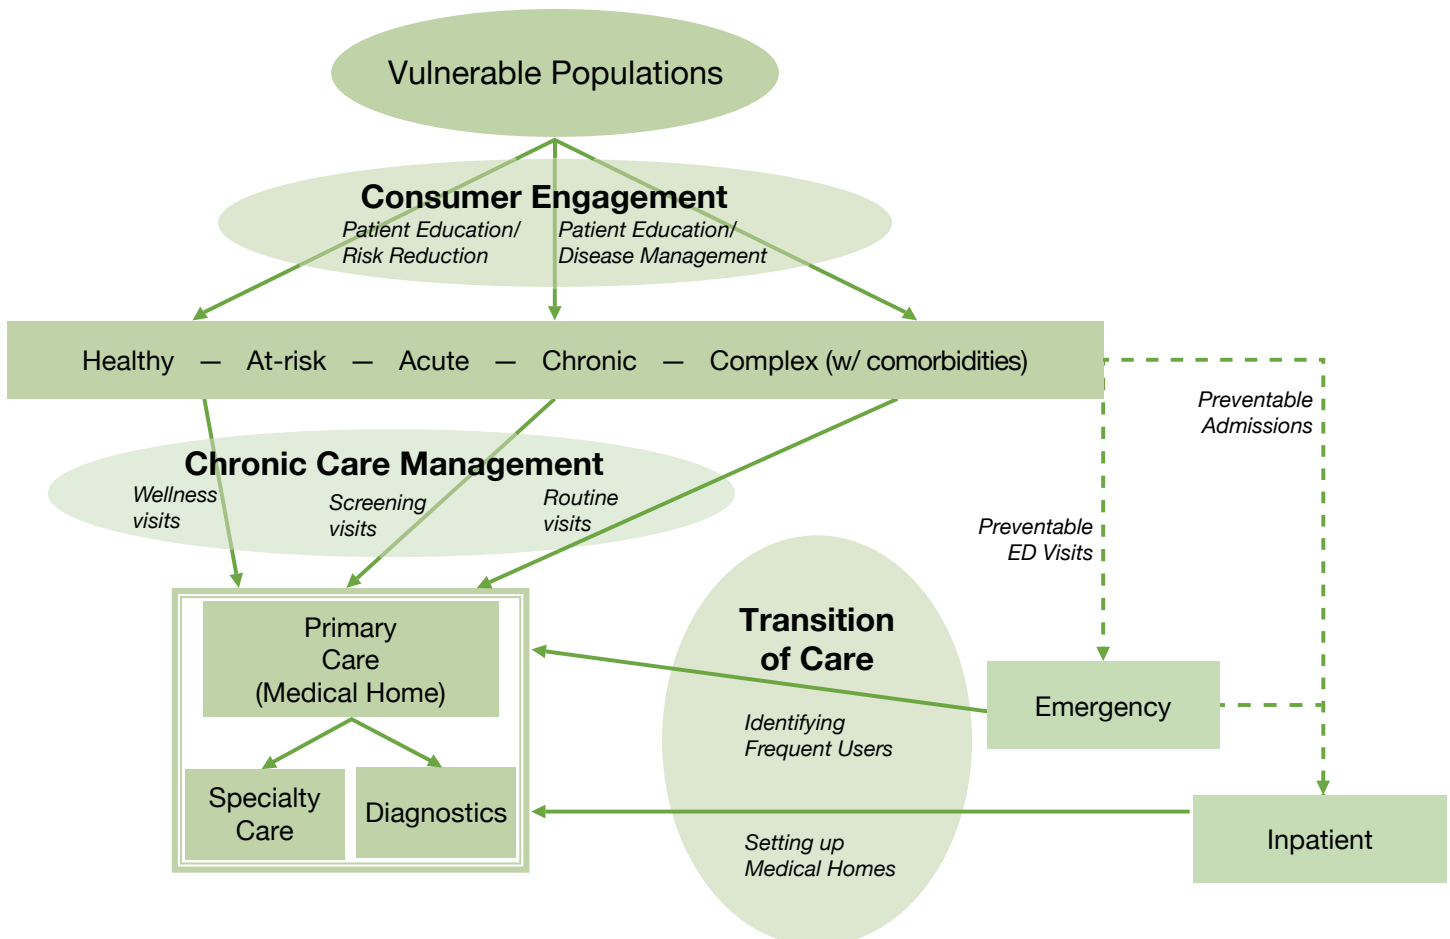 Vulnerable Populations
Consumer Engagement
Patient Education/
Risk Reduction
Patient Education/
Disease Management
Healthy — At-risk — Acute — Chronic — Complex (w/ comorbidities)
Preventable
Admissions
Chronic Care Management
Wellness
visits
Screening
visits
Routine
visits
Preventable
ED Visits
Primary
Care
(Medical Home)
Specialty
Care
Diagnostics
Transition
of Care
Identifying
Frequent Users
Setting up
Medical Homes
Emergency
Inpatient